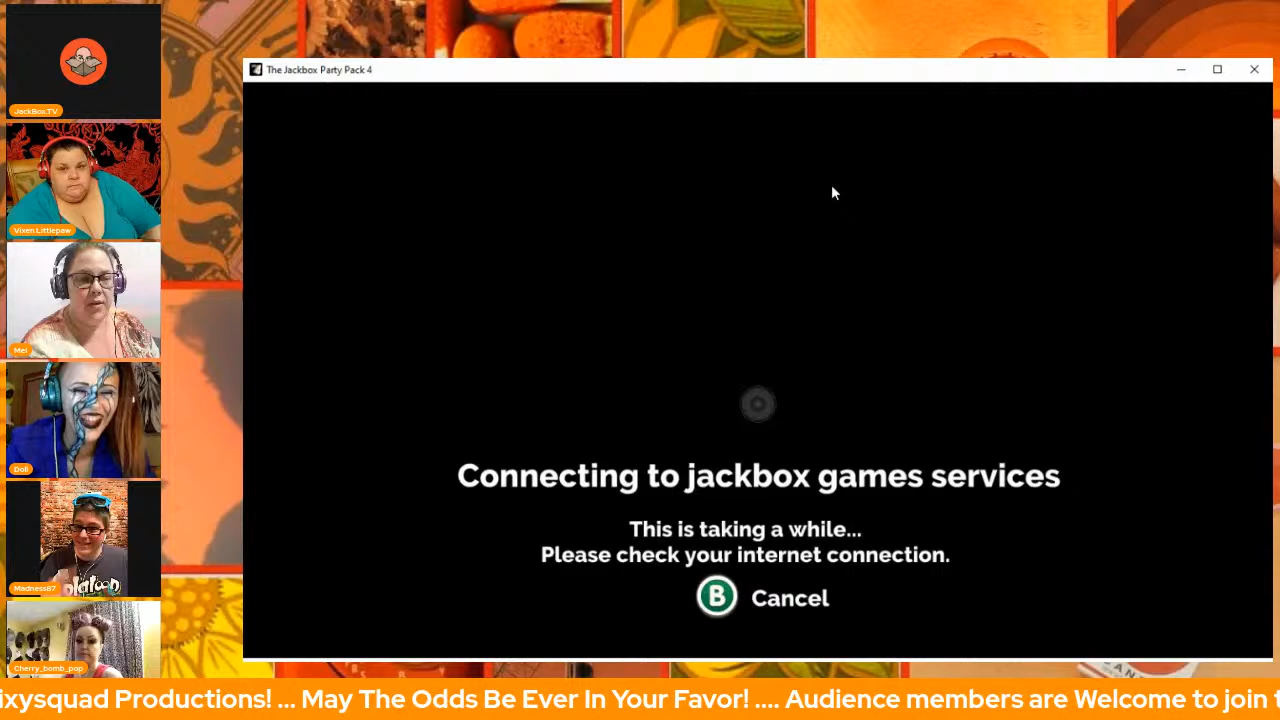 JackBox.TV
Vixen Littlepaw
Mel
Doll
Madness87
platoon
Cherry_bomb_pop
The Jackbox Party Pack 4
Connecting to jackbox games services
This is taking a while...
Please check your internet connection.
B Cancel
ixysquad Productions! ... May The Odds Be Ever In Your Favor! .... Audience members are Welcome to join t